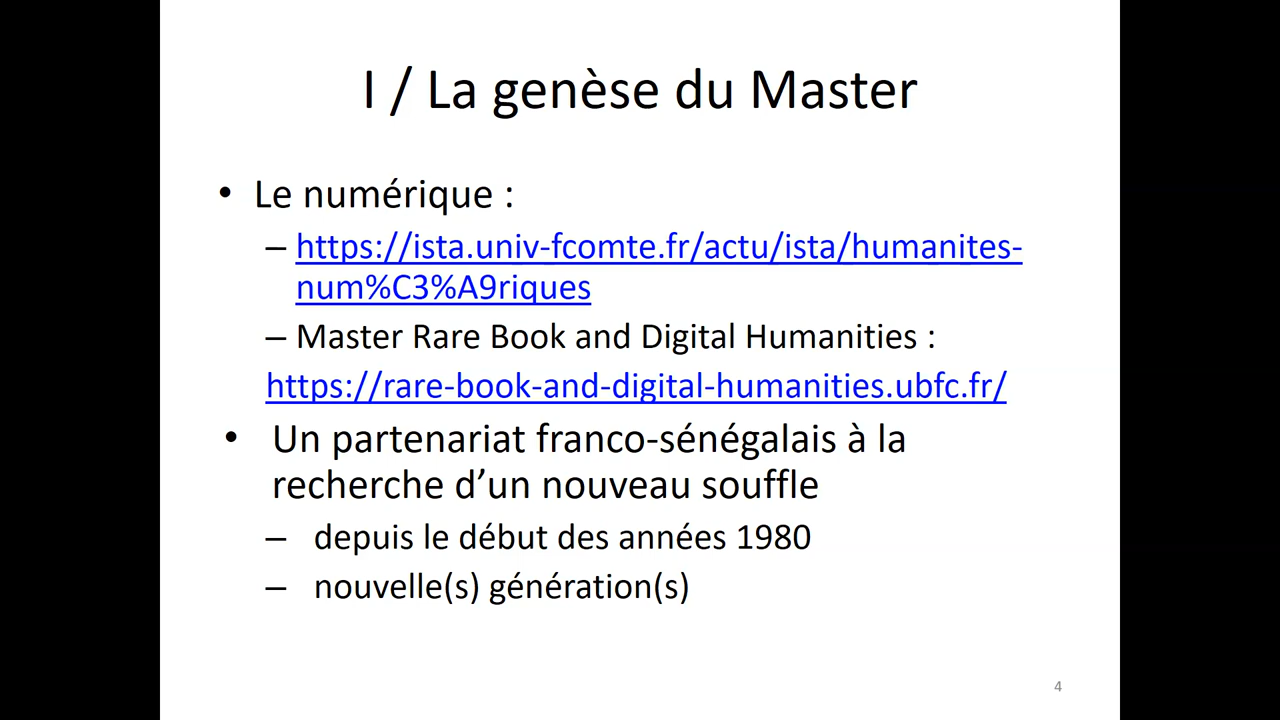 I / La genèse du Master
• Le numérique :
– https://ista.univ-fcomte.fr/actu/ista/humanites-
num%C3%A9riques
– Master Rare Book and Digital Humanities :
https://rare-book-and-digital-humanities.ubfc.fr/
• Un partenariat franco-sénégalais à la
recherche d’un nouveau souffle
– depuis le début des années 1980
– nouvelle(s) génération(s)
4